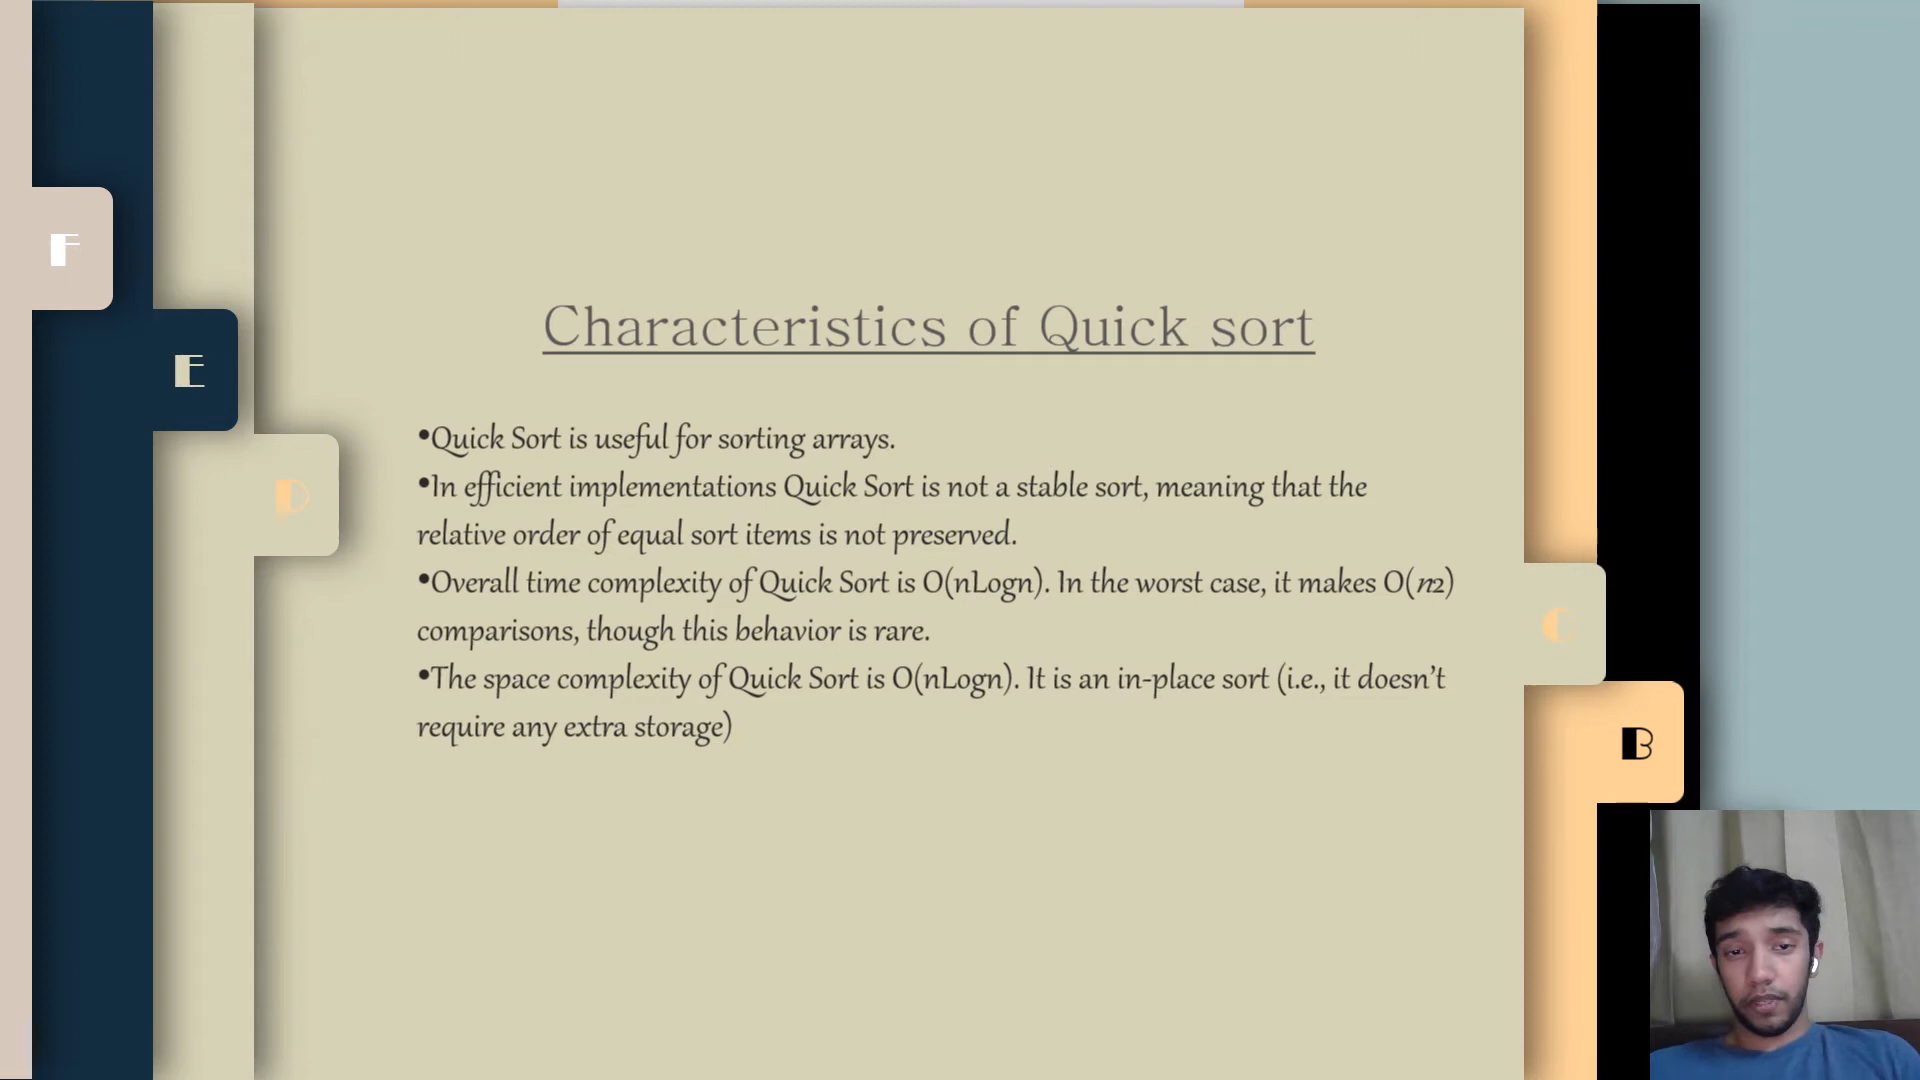 F
E
D
Characteristics of Quick sort
•Quick Sort is useful for sorting arrays.
•In efficient implementations Quick Sort is not a stable sort, meaning that the
relative order of equal sort items is not preserved.
•Overall time complexity of Quick Sort is O(nLogn). In the worst case, it makes O(n2)
comparisons, though this behavior is rare.
•The space complexity of Quick Sort is O(nLogn). It is an in-place sort (i.e., it doesn't
require any extra storage)
C
B